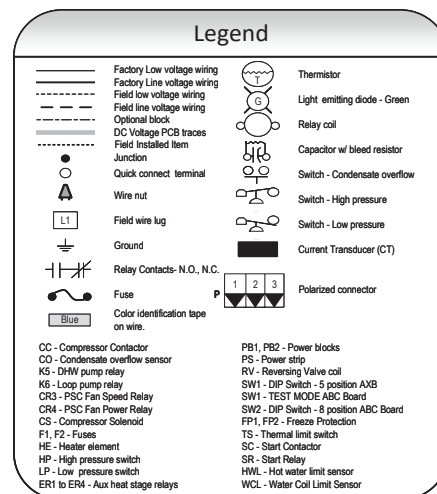 Legend
Factory Low voltage wiring
Factory Line voltage wiring
Field low voltage wiring
Field line voltage wiring
Optional block
DC Voltage PCB traces
Field Installed Item
Junction
Quick connect terminal
Wire nut
L1
Field wire lug
Ground
Relay Contacts- N.O., N.C.
Fuse
Blue
Color identification tape
on wire.
T
Thermistor
G
Light emitting diode - Green
Relay coil
Capacitor w/ bleed resistor
Switch - Condensate overflow
Switch - High pressure
Switch - Low pressure
Current Transducer (CT)
1 2 3
P
Polarized connector
CC - Compressor Contactor
CO - Condensate overflow sensor
K5 - DHW pump relay
K6 - Loop pump relay
CR3 - PSC Fan Speed Relay
CR4 - PSC Fan Power Relay
CS - Compressor Solenoid
F1, F2 - Fuses
HE - Heater element
HP - High pressure switch
LP - Low pressure switch
ER1 to ER4 - Aux heat stage relays
PB1, PB2 - Power blocks
PS - Power strip
RV - Reversing Valve coil
SW1 - DIP Switch - 5 position AXB
SW1 - TEST MODE ABC Board
SW2 - DIP Switch - 8 position ABC Board
FP1, FP2 - Freeze Protection
TS - Thermal limit switch
SC - Start Contactor
SR - Start Relay
HWL - Hot water limit sensor
WCL - Water Coil Limit Sensor